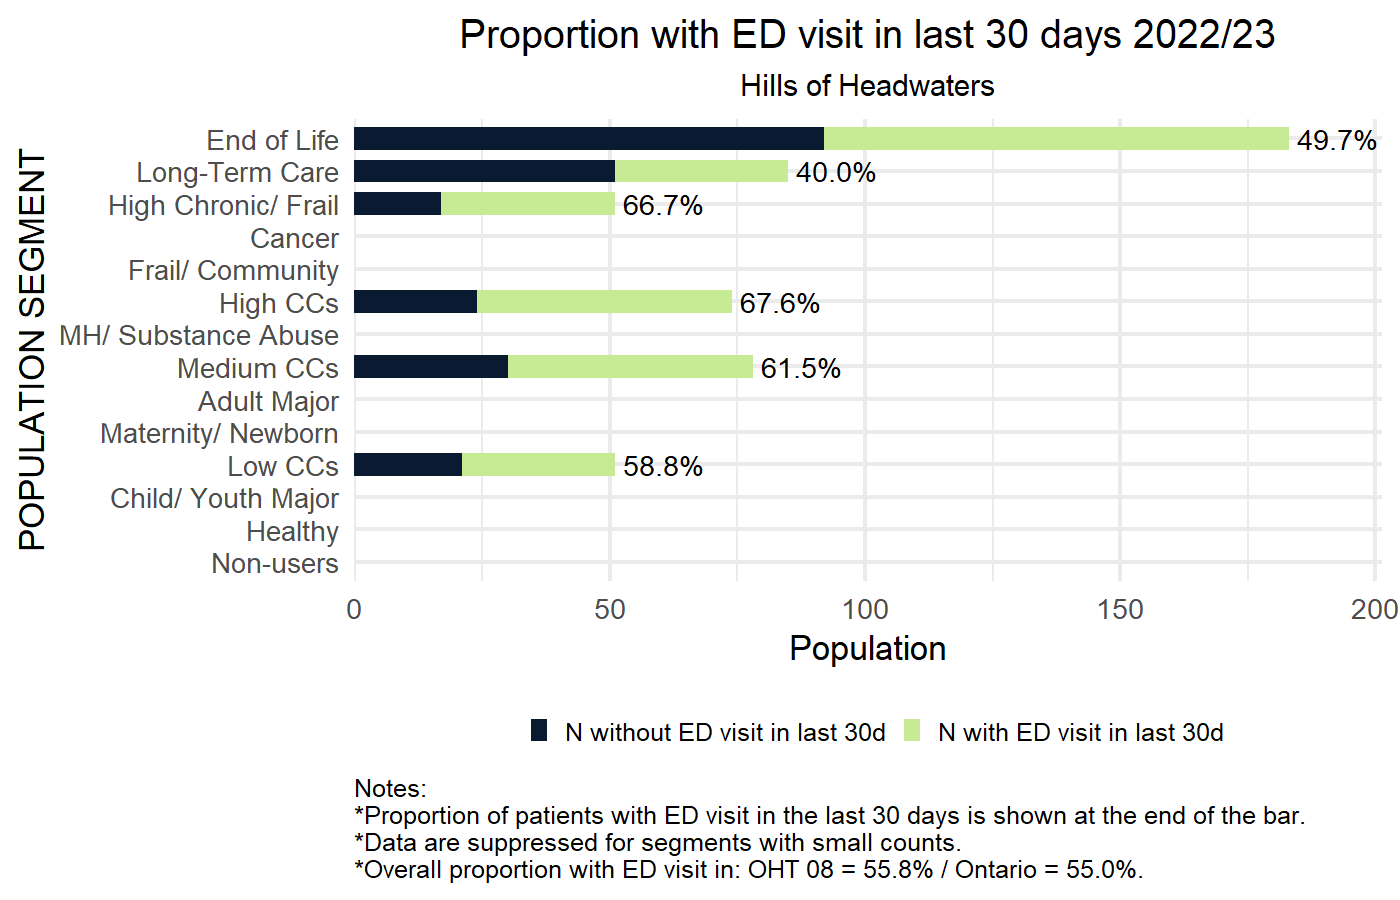 Proportion with ED visit in last 30 days 2022/23
Hills of Headwaters
POPULATION SEGMENT
End of Life 49.7%
Long-Term Care 40.0%
High Chronic/ Frail 66.7%
Cancer
Frail/ Community
High CCs 67.6%
MH/ Substance Abuse
Medium CCs 61.5%
Adult Major
Maternity/ Newborn
Low CCs 58.8%
Child/ Youth Major
Healthy
Non-users
0 50 100 150 200
Population
N without ED visit in last 30d N with ED visit in last 30d
Notes:
*Proportion of patients with ED visit in the last 30 days is shown at the end of the bar.
*Data are suppressed for segments with small counts.
*Overall proportion with ED visit in: OHT 08 = 55.8% / Ontario = 55.0%.